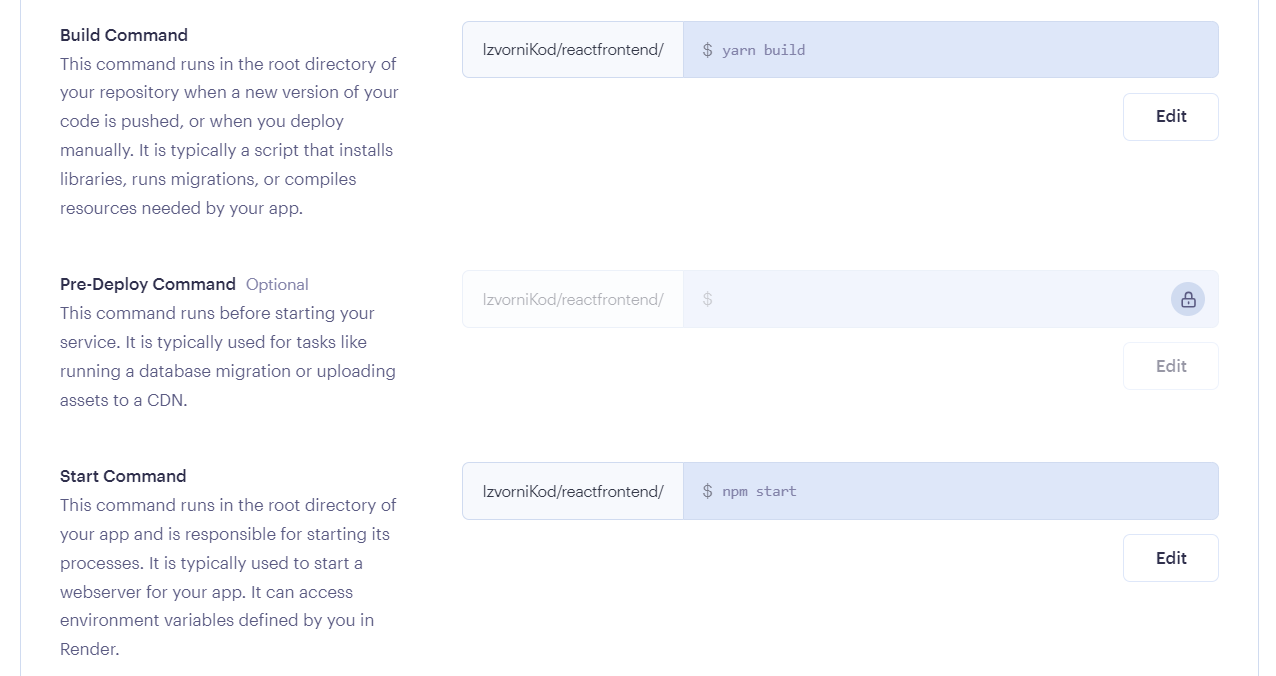 Build Command
IzvorniKod/reactfrontend/ $ yarn build
This command runs in the root directory of
your repository when a new version of your
code is pushed, or when you deploy
manually. It is typically a script that installs
libraries, runs migrations, or compiles
resources needed by your app.
Edit
Pre-Deploy Command Optional
IzvorniKod/reactfrontend/ $
This command runs before starting your
service. It is typically used for tasks like
running a database migration or uploading
assets to a CDN.
Edit
Start Command
IzvorniKod/reactfrontend/ $ npm start
This command runs in the root directory of
your app and is responsible for starting its
processes. It is typically used to start a
webserver for your app. It can access
environment variables defined by you in
Render.
Edit